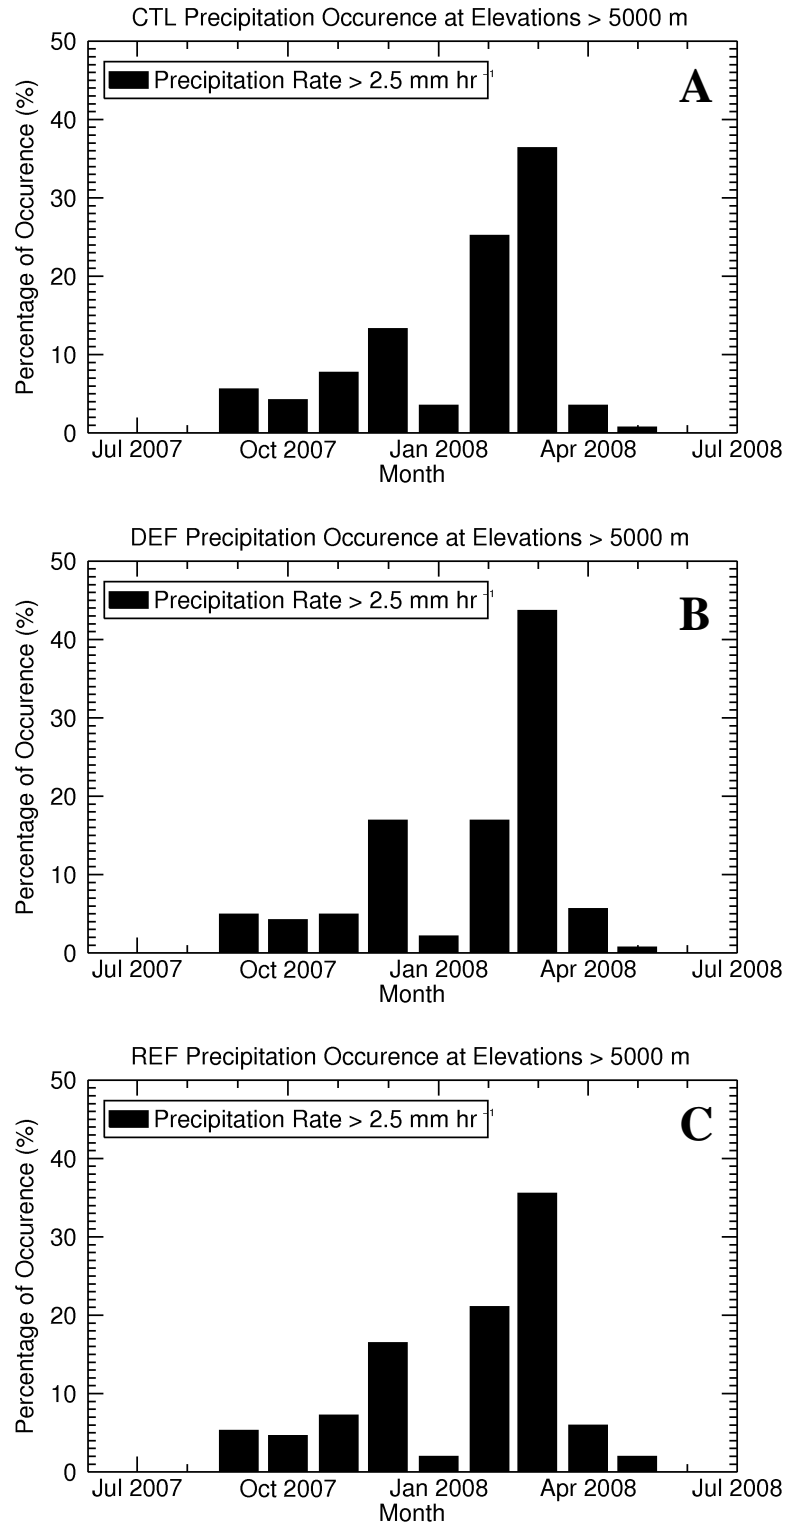 CTL Precipitation Occurence at Elevations > 5000 m
50
Precipitation Rate > 2.5 mm hr⁻¹
A
40
30
20
10
0
Percentage of Occurence (%)
Jul 2007 Oct 2007 Jan 2008 Apr 2008 Jul 2008
Month
DEF Precipitation Occurence at Elevations > 5000 m
50
Precipitation Rate > 2.5 mm hr⁻¹
B
40
30
20
10
0
Percentage of Occurence (%)
Jul 2007 Oct 2007 Jan 2008 Apr 2008 Jul 2008
Month
REF Precipitation Occurence at Elevations > 5000 m
50
Precipitation Rate > 2.5 mm hr⁻¹
C
40
30
20
10
0
Percentage of Occurence (%)
Jul 2007 Oct 2007 Jan 2008 Apr 2008 Jul 2008
Month